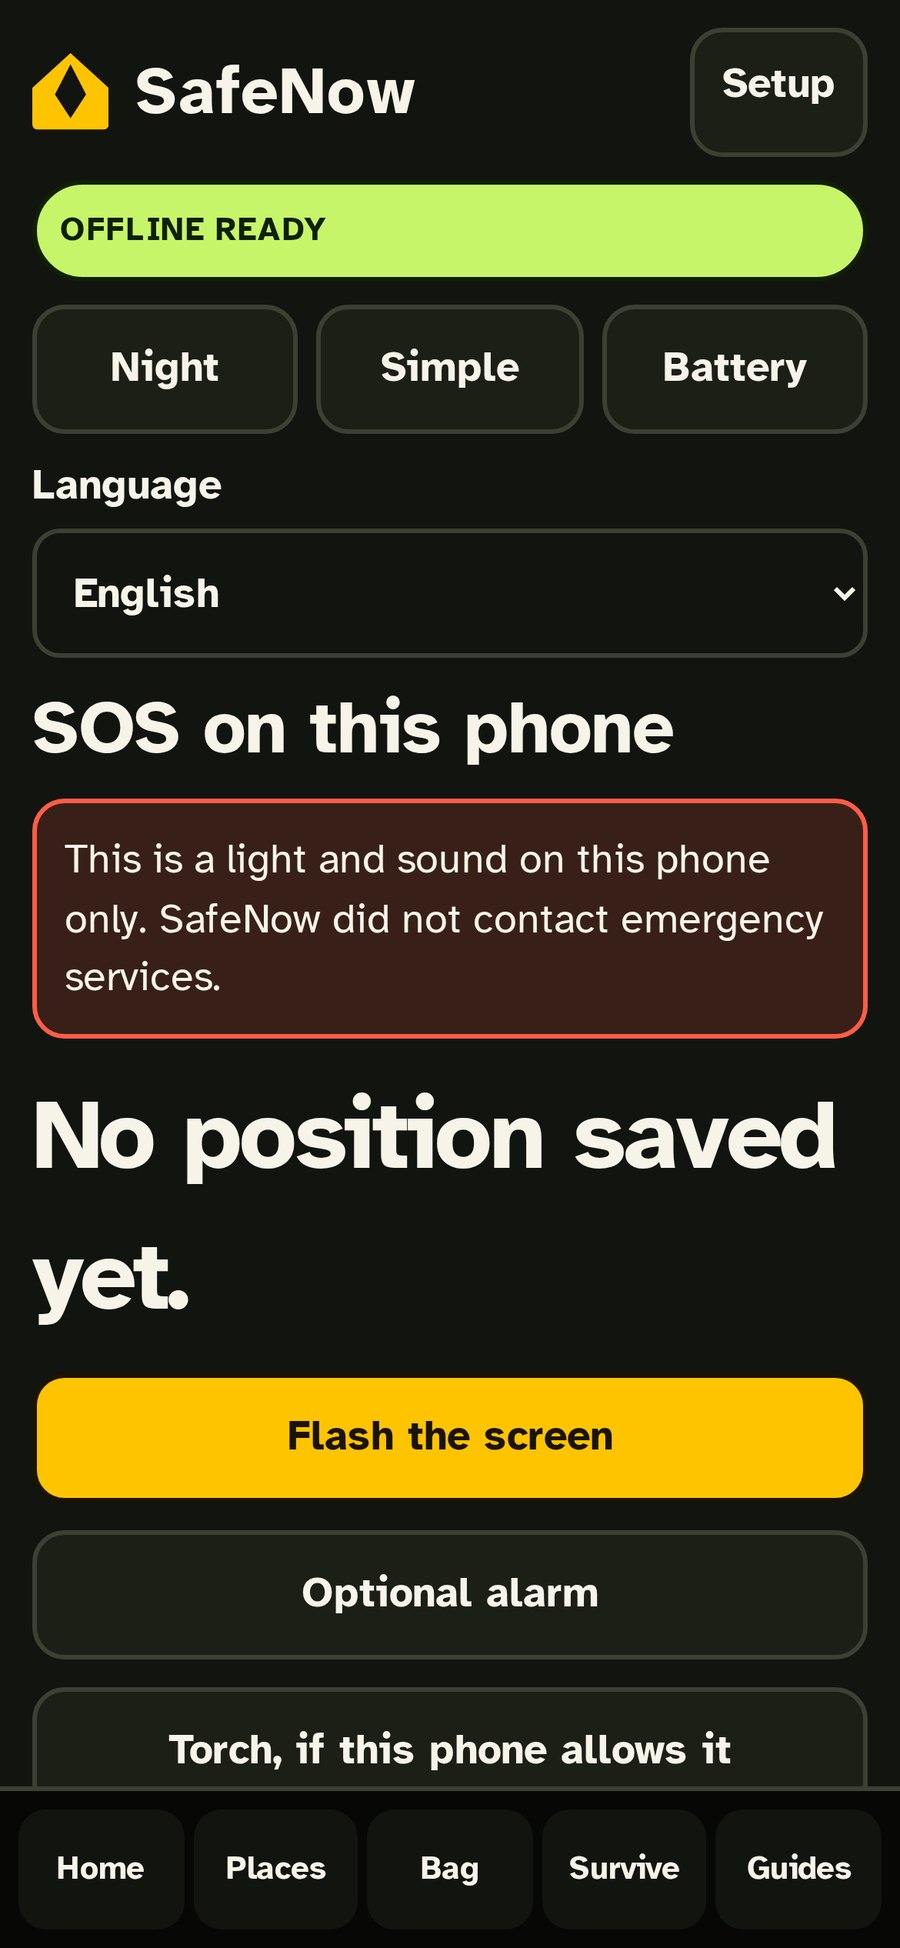 SafeNow
Setup
OFFLINE READY
Night
Simple
Battery
Language
English
SOS on this phone
This is a light and sound on this phone
only. SafeNow did not contact emergency
services.
No position saved
yet.
Flash the screen
Optional alarm
Torch, if this phone allows it
Home
Places
Bag
Survive
Guides